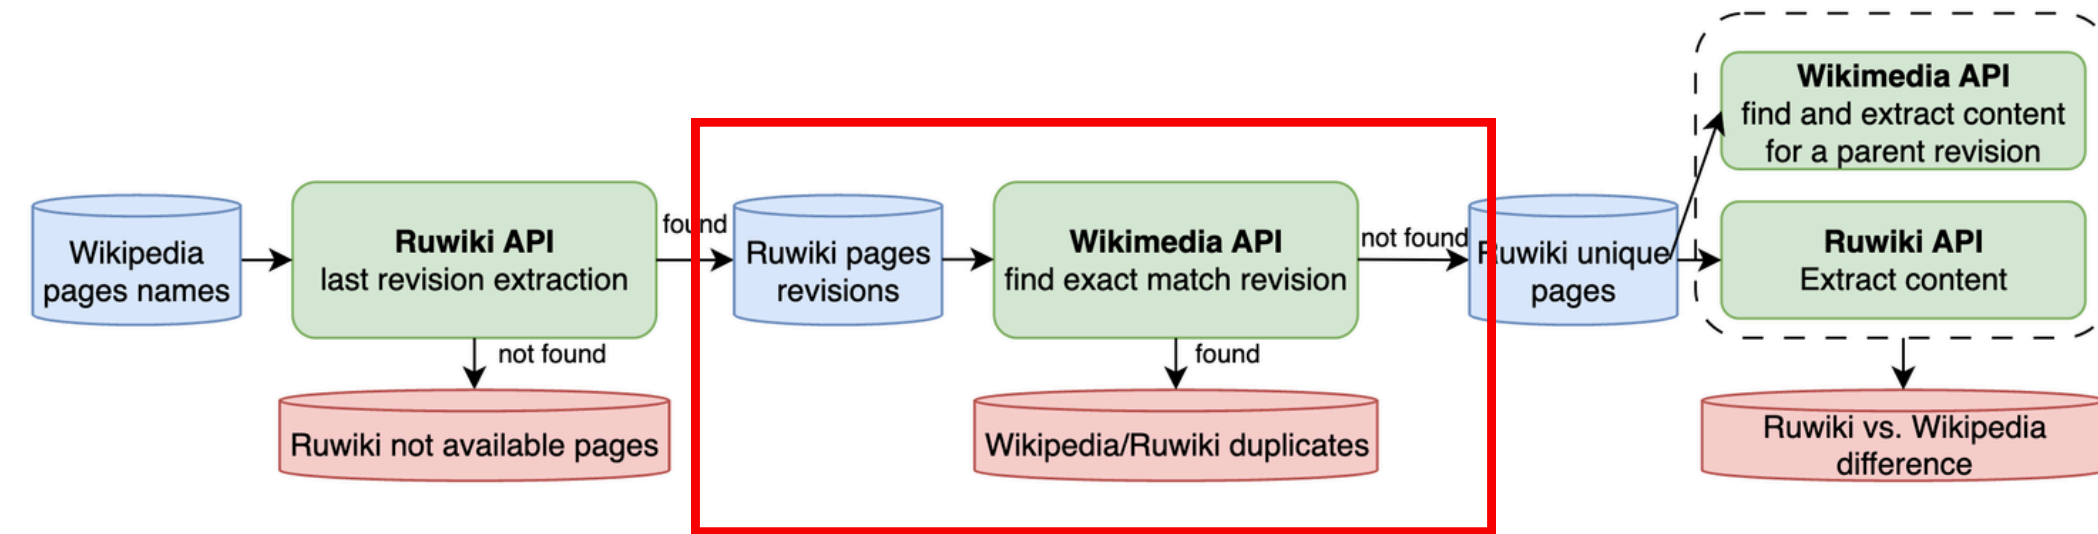 Wikipedia
pages names
Ruwiki API
last revision extraction
found
not found
Ruwiki not available pages
Ruwiki pages
revisions
Wikimedia API
find exact match revision
not found
found
Wikipedia/Ruwiki duplicates
Ruwiki unique
pages
Wikimedia API
find and extract content
for a parent revision
Ruwiki API
Extract content
Ruwiki vs. Wikipedia
difference